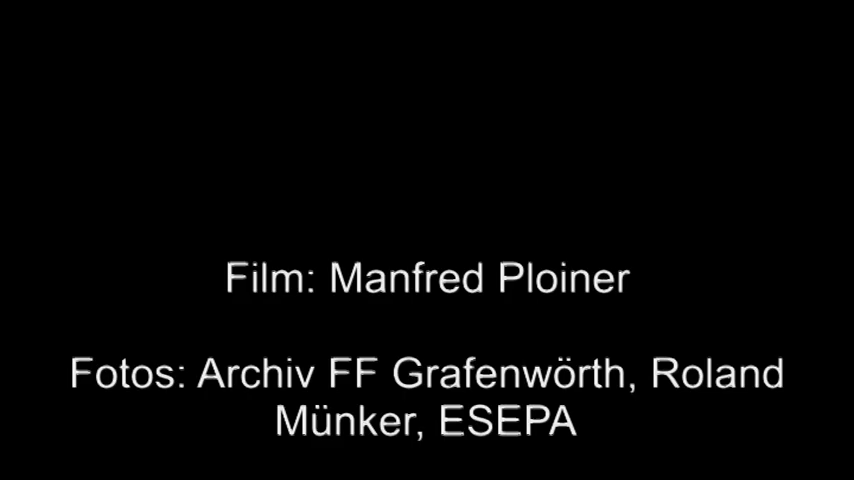 Film: Manfred Ploiner
Fotos: Archiv FF Grafenwörth, Roland
Münker, ESEPA